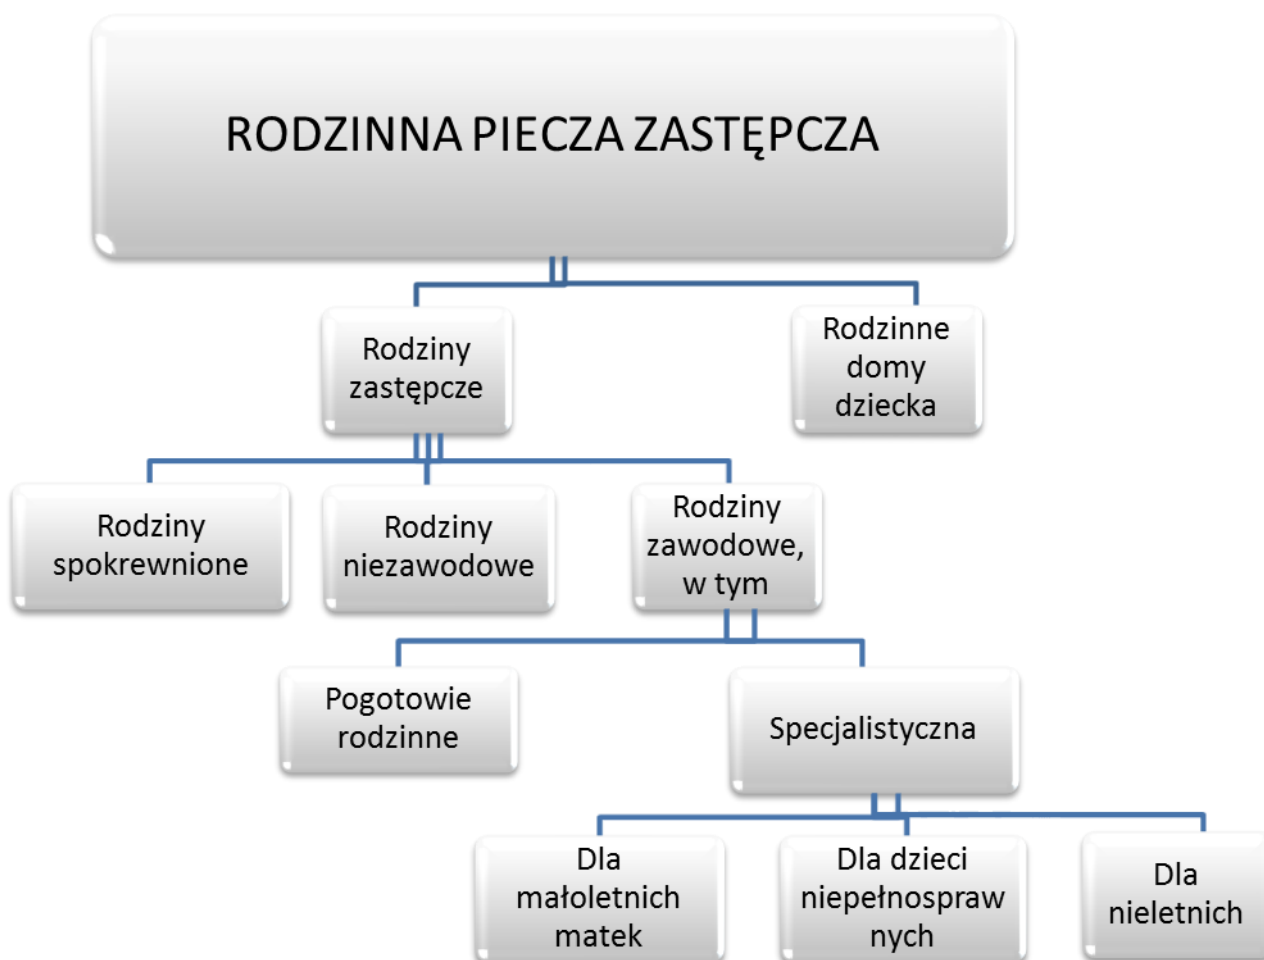 RODZINNA PIECZA ZASTĘPCZA
Rodziny
zastępcze
Rodzinne
domy
dziecka
Rodziny
spokrewnione
Rodziny
niezawodowe
Rodziny
zawodowe,
w tym
Pogotowie
rodzinne
Specjalistyczna
Dla
małoletnich
matek
Dla dzieci
niepełnospraw
nych
Dla
nieletnich